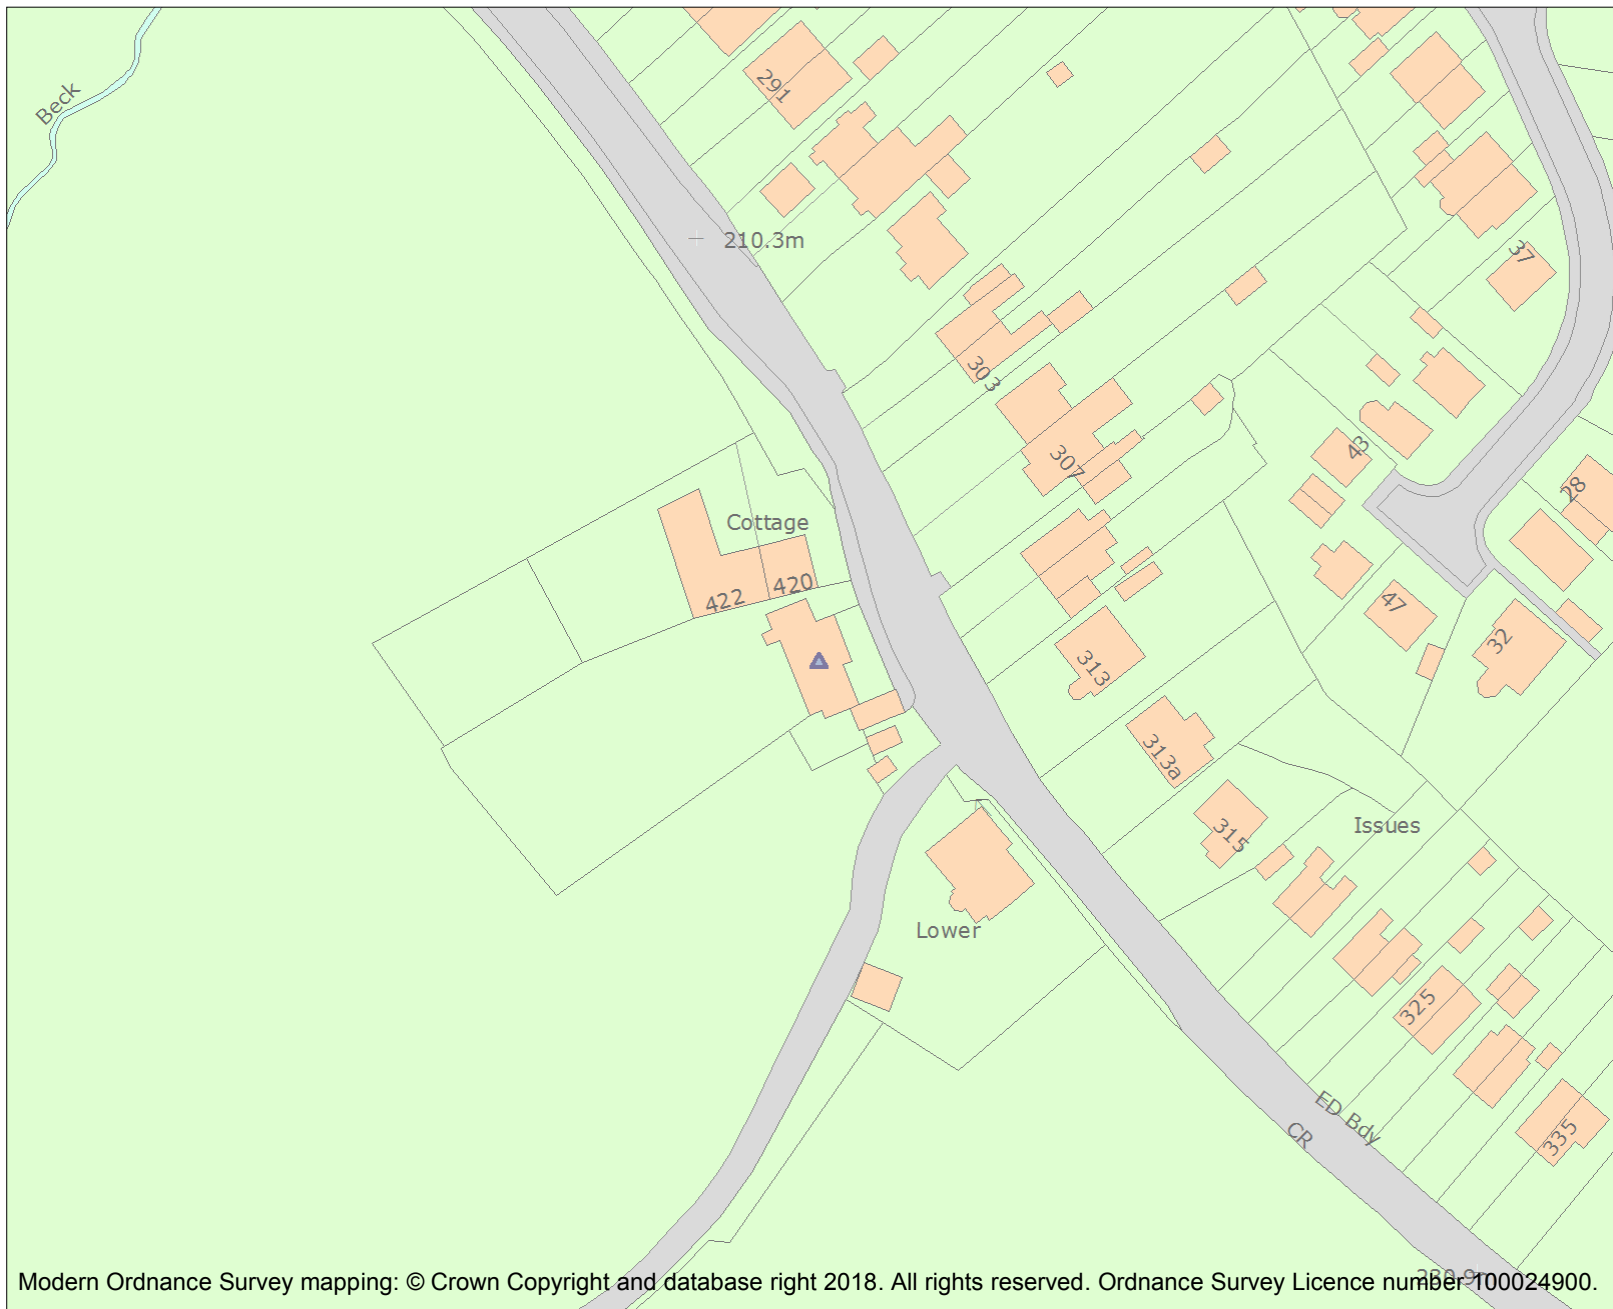 Beck
291
210.3m
37
303
43
307
28
Cottage
420
422
47
32
313
313a
315
Issues
Lower
325
ED Bdy
CR
335
Modern Ordnance Survey mapping: © Crown Copyright and database right 2018. All rights reserved. Ordnance Survey Licence number 100024900.